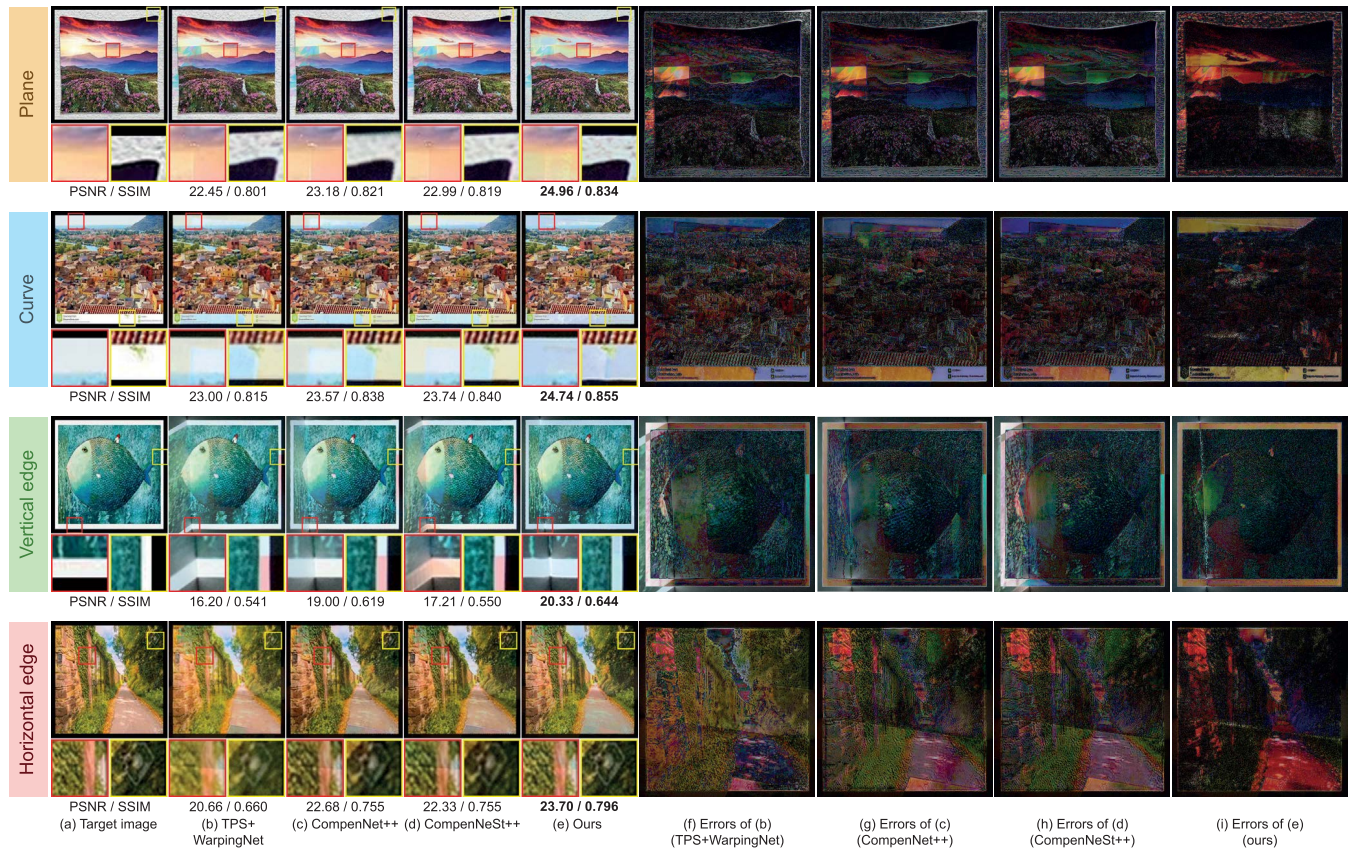 Plane
PSNR / SSIM 22.45 / 0.801 23.18 / 0.821 22.99 / 0.819 24.96 / 0.834
Curve
PSNR / SSIM 23.00 / 0.815 23.57 / 0.838 23.74 / 0.840 24.74 / 0.855
Vertical edge
PSNR / SSIM 16.20 / 0.541 19.00 / 0.619 17.21 / 0.550 20.33 / 0.644
Horizontal edge
PSNR / SSIM 20.66 / 0.660 22.68 / 0.755 22.33 / 0.755 23.70 / 0.796
(a) Target image
(b) TPS+
WarpingNet
(c) CompenNet++
(d) CompenNeSt++
(e) Ours
(f) Errors of (b)
(TPS+WarpingNet)
(g) Errors of (c)
(CompenNet++)
(h) Errors of (d)
(CompenNeSt++)
(i) Errors of (e)
(ours)